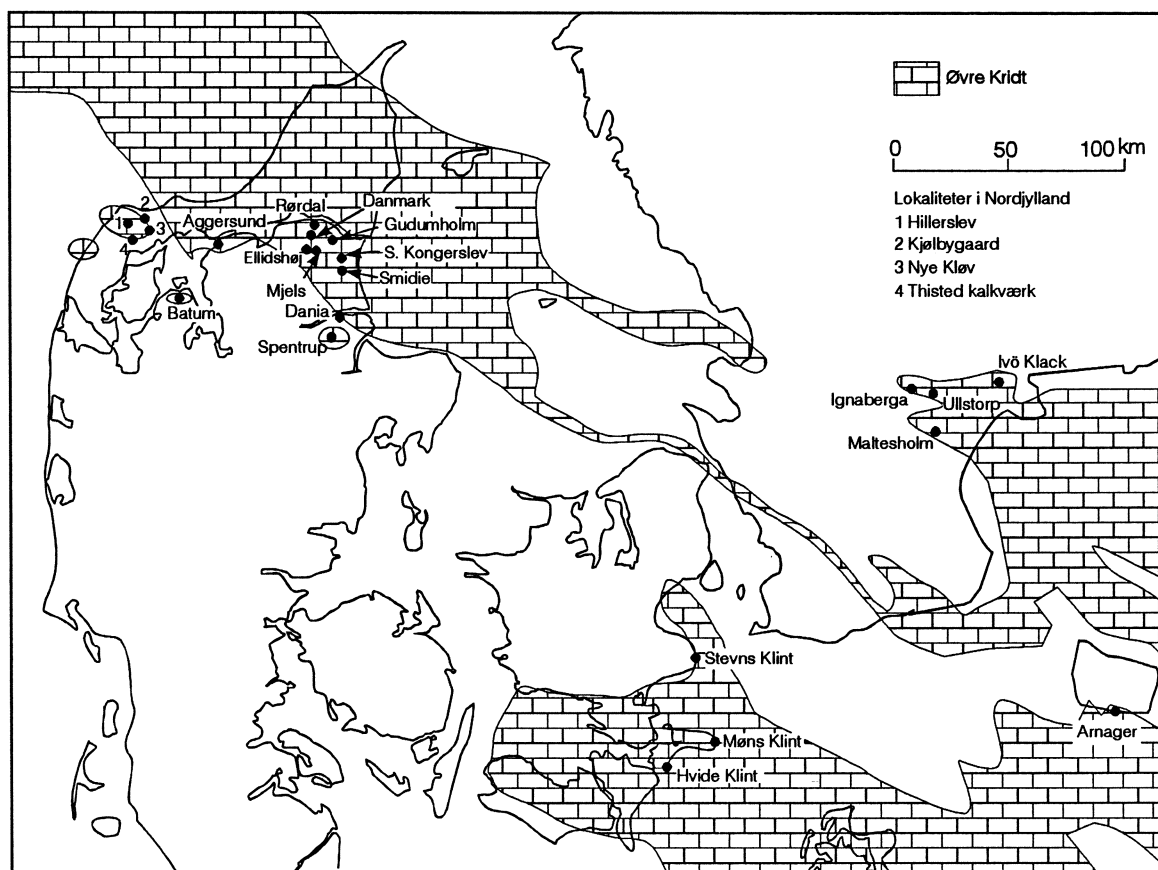 Øvre Kridt
0 50 100 km
Lokaliteter i Nordjylland
1 Hillerslev
2 Kjølbygaard
3 Nye Kløv
4 Thisted kalkværk
Rørdal
Danmark
2
1
Aggersund
Gudumholm
3
4
Ellidshøj
S. Kongerslev
Smidie
Mjels
Batum
Dania
Spentrup
Ivö Klack
Ignaberga
Ullstorp
Maltesholm
Stevns Klint
Arnager
Møns Klint
Hvide Klint